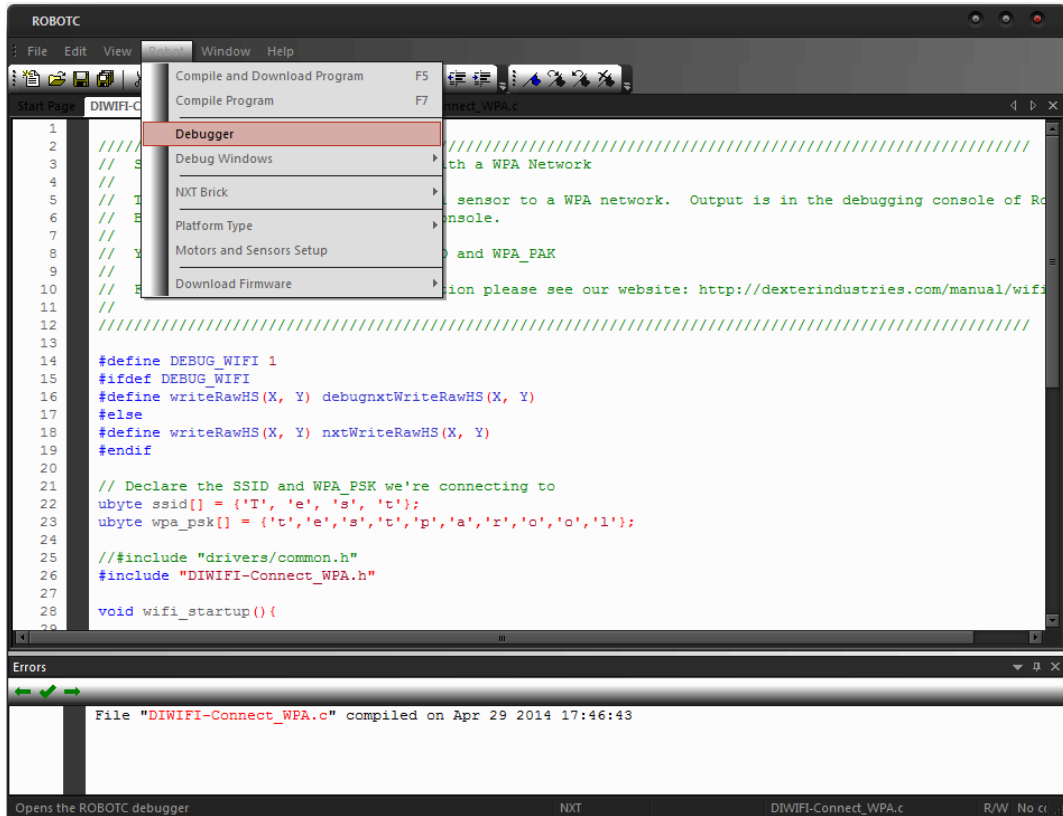 ROBOTC
File Edit View Robot Window Help
Compile and Download Program F5
Compile Program F7
Debugger
Debug Windows
NXT Brick
Platform Type
Motors and Sensors Setup
Download Firmware
Start Page DIWIFI-C nnect_WPA.c
1
2 ////////////////////////////////////////////////////////////////////////////////////////////////////////
3 // S ith a WPA Network
4 //
5 // T sensor to a WPA network. Output is in the debugging console of Ro
6 // onsole.
7 //
8 // Y and WPA_PAK
9 //
10 // F ion please see our website: http://dexterindustries.com/manual/wifi
11 //
12 ////////////////////////////////////////////////////////////////////////////////////////////////////////
13
14 #define DEBUG_WIFI 1
15 #ifdef DEBUG_WIFI
16 #define writeRawHS(X, Y) debugnxtWriteRawHS(X, Y)
17 #else
18 #define writeRawHS(X, Y) nxtWriteRawHS(X, Y)
19 #endif
20
21 // Declare the SSID and WPA_PSK we're connecting to
22 ubyte ssid[] = {'T', 'e', 's', 't'};
23 ubyte wpa_psk[] = {'t','e','s','t','p','a','r','o','o','l'};
24
25 //#include "drivers/common.h"
26 #include "DIWIFI-Connect_WPA.h"
27
28 void wifi_startup(){
29
Errors
File "DIWIFI-Connect_WPA.c" compiled on Apr 29 2014 17:46:43
Opens the ROBOTC debugger NXT DIWIFI-Connect_WPA.c R/W No co